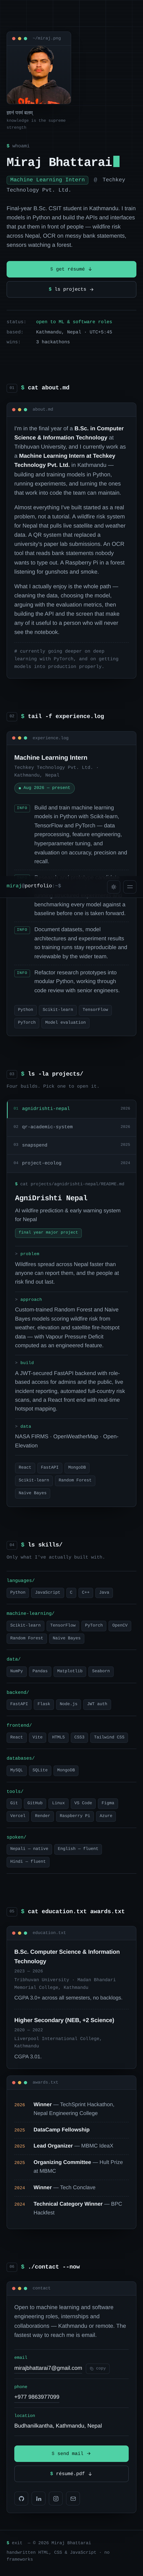 ~/miraj.png
knowledge is the supreme
strength
$ whoami
Miraj Bhattarai
Machine Learning Intern @ Techkey
Technology Pvt. Ltd.
Final-year B.Sc. CSIT student in Kathmandu. I train
models in Python, build the APIs and interfaces
that put them in front of people — wildfire risk
across Nepal, OCR on messy bank statements,
sensors watching a forest.
$ get résumé ↓
$ ls projects →
status: open to ML & software roles
based: Kathmandu, Nepal · UTC+5:45
wins: 3 hackathons
01 $ cat about.md
about.md
I'm in the final year of a B.Sc. in Computer
Science & Information Technology at
Tribhuvan University, and I currently work as
a Machine Learning Intern at Techkey
Technology Pvt. Ltd. in Kathmandu —
building and training models in Python,
running experiments, and turning
requirements and sources into something
that runs.
Almost everything I've built started as a real
problem, not a tutorial. A wildfire risk system
for Nepal that pulls live satellite and weather
data. A QR system that replaced a
university's paper lab submissions. An OCR
tool that reads bank statements nobody
wants to type out. A Raspberry Pi in a forest
listening for gunshots and smoke.
What I actually enjoy is the whole path —
cleaning the data, choosing the model,
arguing with the evaluation metrics, then
building the API and the interface that make
it useful to a person who will never see
the notebook.
# currently going deeper on deep
learning with PyTorch, and on getting
models into production properly.
02 $ tail -f experience.log
experience.log
Machine Learning Intern
Techkey Technology Pvt. Ltd. —
Kathmandu, Nepal
● Aug 2026 — present
INFO Build and train machine learning
models in Python with Scikit-learn,
TensorFlow and PyTorch — data
preprocessing, feature engineering,
hyperparameter tuning, and
evaluation on accuracy, precision and
recall.
miraj@portfolio:~$
benchmarking every model against a
baseline before it is taken forward.
INFO Document datasets, model
architectures and experiment results
so training runs stay reproducible and
reviewable by the wider team.
INFO Refactor research prototypes into
modular Python, working through
code review with senior engineers.
Python Scikit-learn TensorFlow
PyTorch Model evaluation
03 $ ls -la projects/
Four builds. Pick one to open it.
01 agnidrishti-nepal 2025
02 qr-academic-system 2025
03 snapspend 2025
04 project-ecolog 2024
$ cat projects/agnidrishti-nepal/README.md
AgniDrishti Nepal
AI wildfire prediction & early warning system
for Nepal
final year major project
> problem
Wildfires spread across Nepal faster than
anyone can report them, and the people at
risk find out last.
> approach
Custom-trained Random Forest and Naive
Bayes models scoring wildfire risk from
weather, elevation and satellite fire-hotspot
data — with Vapour Pressure Deficit
computed as an engineered feature.
> build
A JWT-secured FastAPI backend with role-
based access for admins and the public, live
incident reporting, automated full-country risk
scans, and a React front end with real-time
hotspot mapping.
> data
NASA FIRMS · OpenWeatherMap · Open-
Elevation
React FastAPI MongoDB
Scikit-learn Random Forest
Naive Bayes
04 $ ls skills/
Only what I've actually built with.
languages/
Python JavaScript C C++ Java
machine-learning/
Scikit-learn TensorFlow PyTorch OpenCV
Random Forest Naive Bayes
data/
NumPy Pandas Matplotlib Seaborn
backend/
FastAPI Flask Node.js JWT auth
frontend/
React Vite HTML5 CSS3 Tailwind CSS
databases/
MySQL SQLite MongoDB
tools/
Git GitHub Linux VS Code Figma
Vercel Render Raspberry Pi Azure
spoken/
Nepali — native English — fluent
Hindi — fluent
05 $ cat education.txt awards.txt
education.txt
B.Sc. Computer Science & Information
Technology
2023 — 2026
Tribhuvan University · Madan Bhandari
Memorial College, Kathmandu
CGPA 3.0+ across all semesters, no backlogs.
Higher Secondary (NEB, +2 Science)
2020 — 2022
Liverpool International College,
Kathmandu
CGPA 3.01.
awards.txt
2026 Winner — TechSprint Hackathon,
Nepal Engineering College
2025 DataCamp Fellowship
2025 Lead Organizer — MBMC IdeaX
2025 Organizing Committee — Hult Prize
at MBMC
2024 Winner — Tech Conclave
2024 Technical Category Winner — BPC
Hackfest
06 $ ./contact --now
contact
Open to machine learning and software
engineering roles, internships and
collaborations — Kathmandu or remote. The
fastest way to reach me is email.
email
mirajbhattarai7@gmail.com copy
phone
+977 9863977099
location
Budhanilkantha, Kathmandu, Nepal
$ send mail →
$ résumé.pdf ↓
$ exit — © 2026 Miraj Bhattarai
handwritten HTML, CSS & JavaScript · no
frameworks